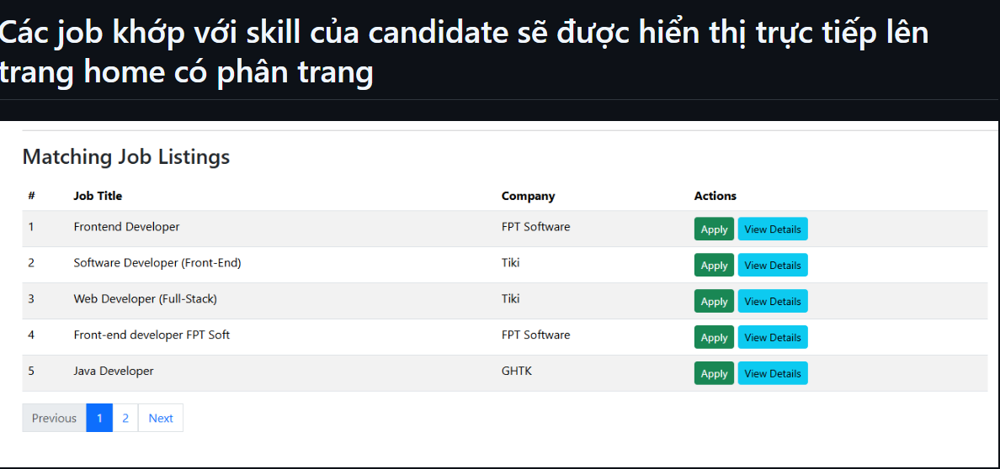 Các job khớp với skill của candidate sẽ được hiển thị trực tiếp lên
trang home có phân trang
Matching Job Listings
# Job Title Company Actions
1 Frontend Developer FPT Software Apply View Details
2 Software Developer (Front-End) Tiki Apply View Details
3 Web Developer (Full-Stack) Tiki Apply View Details
4 Front-end developer FPT Soft FPT Software Apply View Details
5 Java Developer GHTK Apply View Details
Previous 1 2 Next